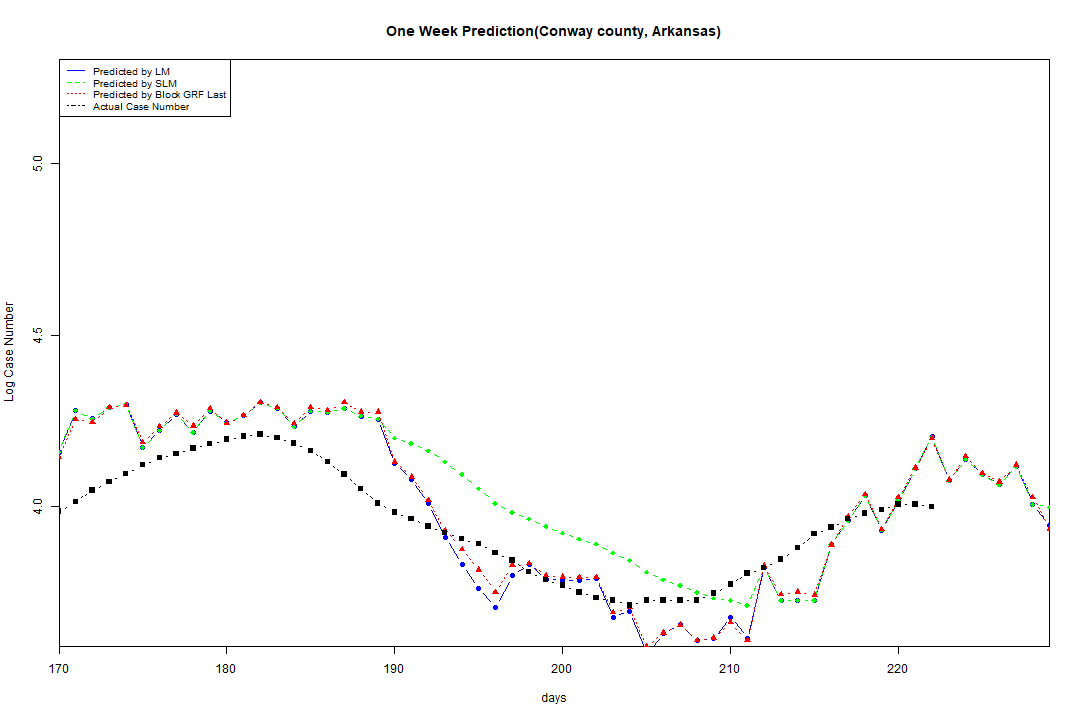 One Week Prediction(Conway county, Arkansas)
Predicted by LM
Predicted by SLM
Predicted by Block GRF Last
Actual Case Number
5.0
4.5
4.0
Log Case Number
170 180 190 200 210 220
days